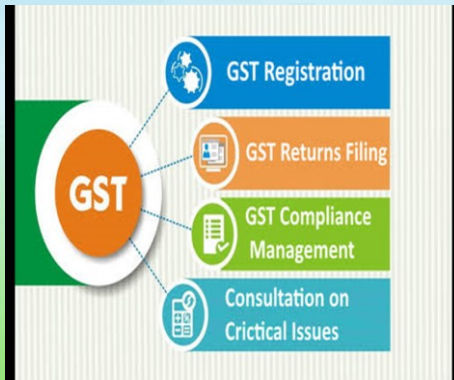 GST
GST Registration
GST Returns Filing
GST Compliance
Management
Consultation on
Crictical Issues